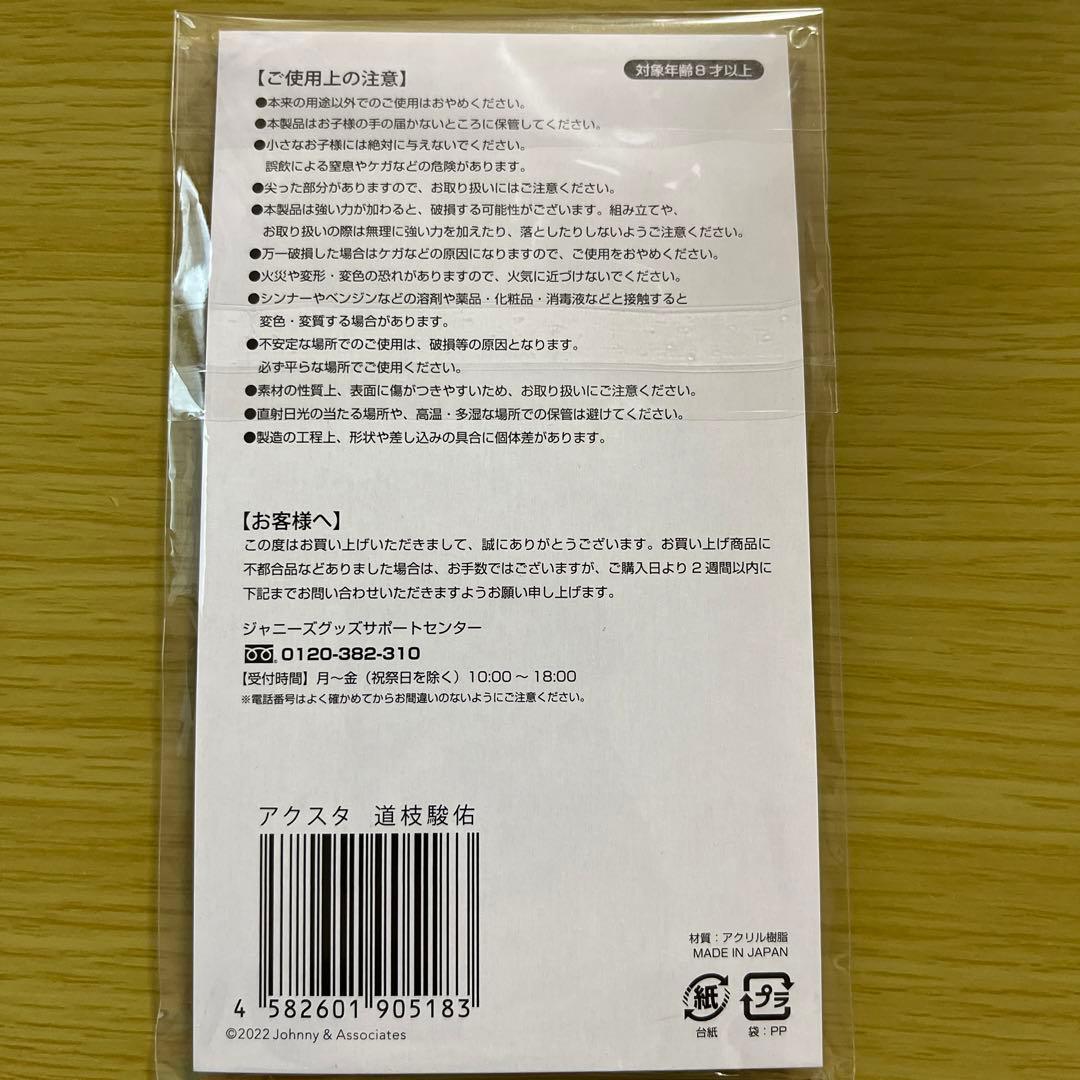 【ご使用上の注意】
対象年齢8才以上
●本来の用途以外でのご使用はおやめください。
●本製品はお子様の手の届かないところに保管してください。
●小さなお子様には絶対に与えないでください。
誤飲による窒息やケガなどの危険があります。
●尖った部分がありますので、お取り扱いにはご注意ください。
●本製品は強い力が加わると、破損する可能性がございます。組み立てや、
お取り扱いの際は無理に強い力を加えたり、落としたりしないようご注意ください。
●万一破損した場合はケガなどの原因になりますので、ご使用をおやめください。
●火災や変形・変色の恐れがありますので、火気に近づけないでください。
●シンナーやベンジンなどの溶剤や薬品・化粧品・消毒液などと接触すると
変色・変質する場合があります。
●不安定な場所でのご使用は、破損等の原因となります。
必ず平らな場所でご使用ください。
●素材の性質上、表面に傷がつきやすいため、お取り扱いにご注意ください。
●直射日光の当たる場所や、高温・多湿な場所での保管は避けてください。
●製造の工程上、形状や差し込みの具合に個体差があります。
【お客様へ】
この度はお買い上げいただきまして、誠にありがとうございます。お買い上げ商品に
不都合品などありました場合は、お手数ではございますが、ご購入日より2週間以内に
下記までお問い合わせいただきますようお願い申し上げます。
ジャニーズグッズサポートセンター
0120-382-310
【受付時間】月〜金（祝祭日を除く）10:00〜18:00
※電話番号はよく確かめてからお間違いのないようにご注意ください。
アクスタ 道枝駿佑
4 582601 905183
©2022 Johnny & Associates
材質：アクリル樹脂
MADE IN JAPAN
紙 プラ
台紙 袋：PP